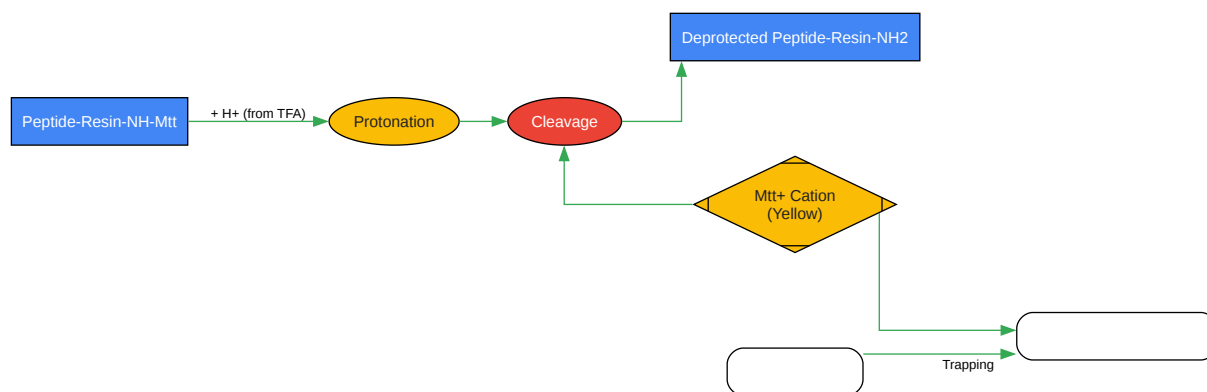 Deprotected Peptide-Resin-NH2
Peptide-Resin-NH-Mtt
+ H+ (from TFA)
Protonation
Cleavage
Mtt+ Cation
(Yellow)
Trapping